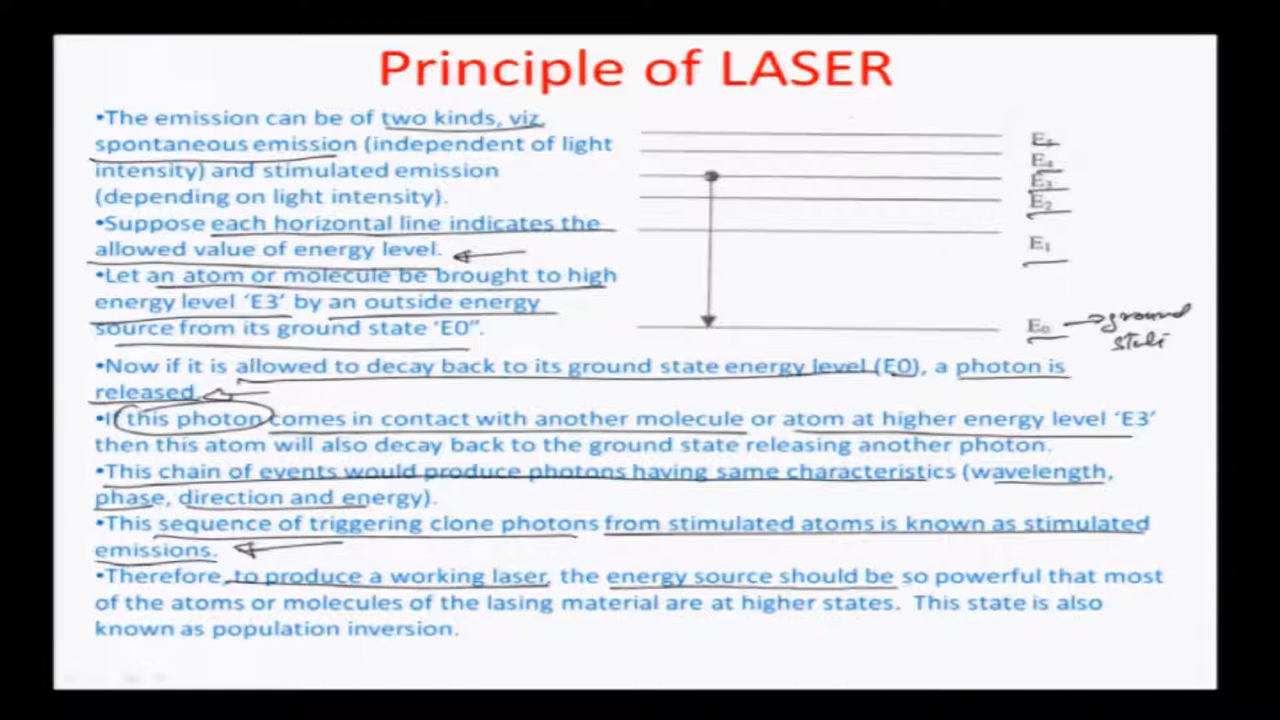 Principle of LASER
•The emission can be of two kinds, viz
spontaneous emission (independent of light
intensity) and stimulated emission
(depending on light intensity).
•Suppose each horizontal line indicates the
allowed value of energy level.
•Let an atom or molecule be brought to high
energy level ‘E3’ by an outside energy
source from its ground state ‘E0”.
E5
E4
E3
E2
E1
E0 ground
state
•Now if it is allowed to decay back to its ground state energy level (E0), a photon is
released.
•If this photon comes in contact with another molecule or atom at higher energy level ‘E3’
then this atom will also decay back to the ground state releasing another photon.
•This chain of events would produce photons having same characteristics (wavelength,
phase, direction and energy).
•This sequence of triggering clone photons from stimulated atoms is known as stimulated
emissions.
•Therefore, to produce a working laser, the energy source should be so powerful that most
of the atoms or molecules of the lasing material are at higher states.  This state is also
known as population inversion.